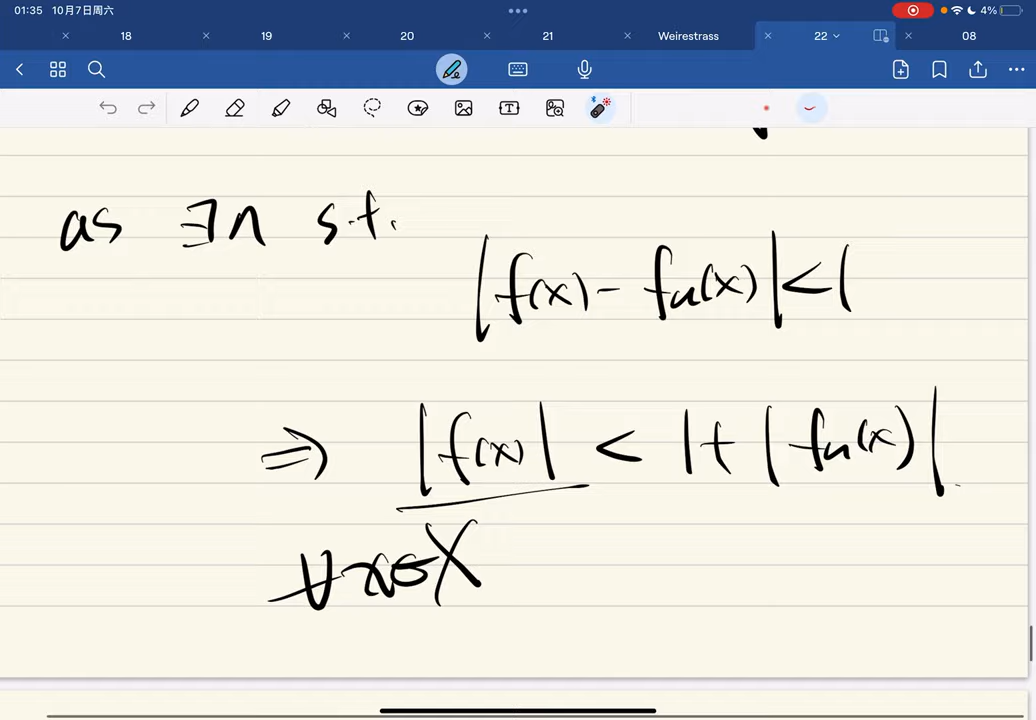 01:35 10月7日周六 4%
18 19 20 21 Weirestrass 22 08
as ∃n s.t.
|f(x) - fn(x)| < 1
⇒ |f(x)| < 1 + |fn(x)|.
∀x∈X